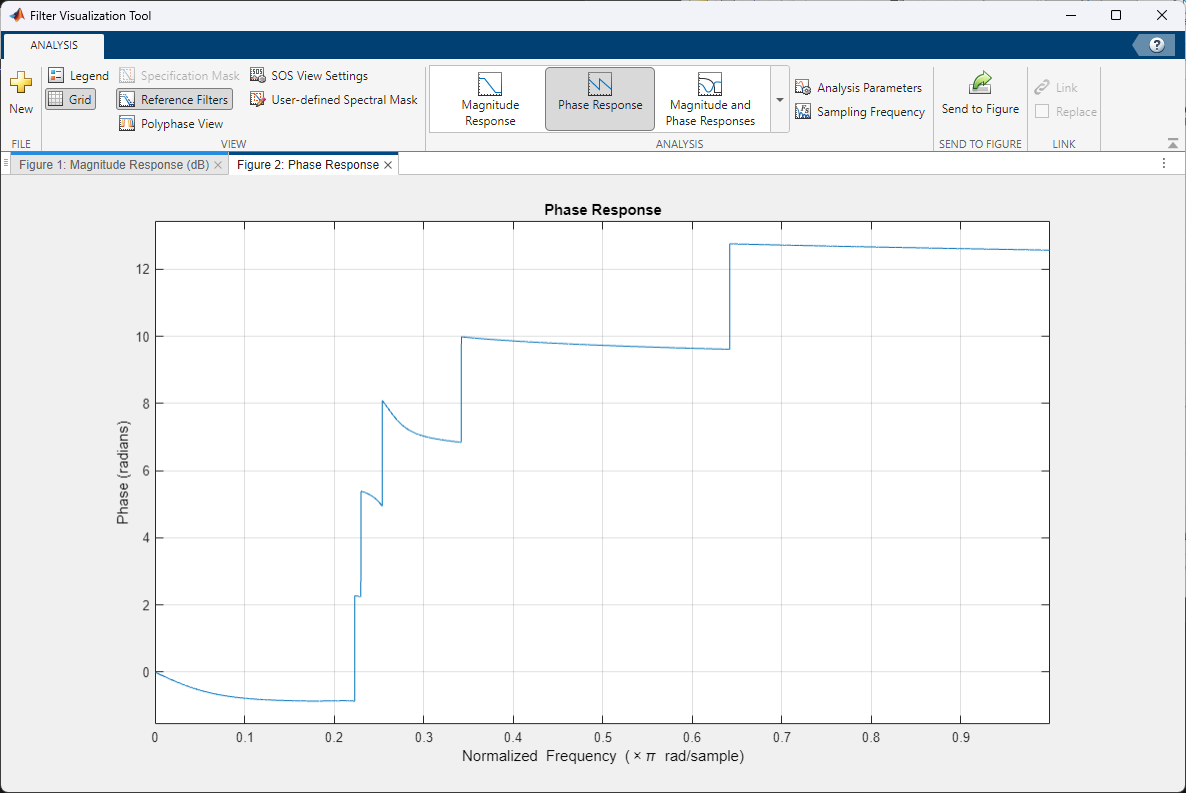 Filter Visualization Tool
ANALYSIS
?
New
Legend
Grid
Specification Mask
Reference Filters
Polyphase View
SOS View Settings
User-defined Spectral Mask
Magnitude
Response
Phase Response
Magnitude and
Phase Responses
Analysis Parameters
Sampling Frequency
Send to Figure
Link
Replace
FILE
VIEW
ANALYSIS
SEND TO FIGURE
LINK
Figure 1: Magnitude Response (dB)
Figure 2: Phase Response
Phase Response
12
10
8
6
4
2
0
Phase (radians)
0 0.1 0.2 0.3 0.4 0.5 0.6 0.7 0.8 0.9
Normalized Frequency (×π rad/sample)